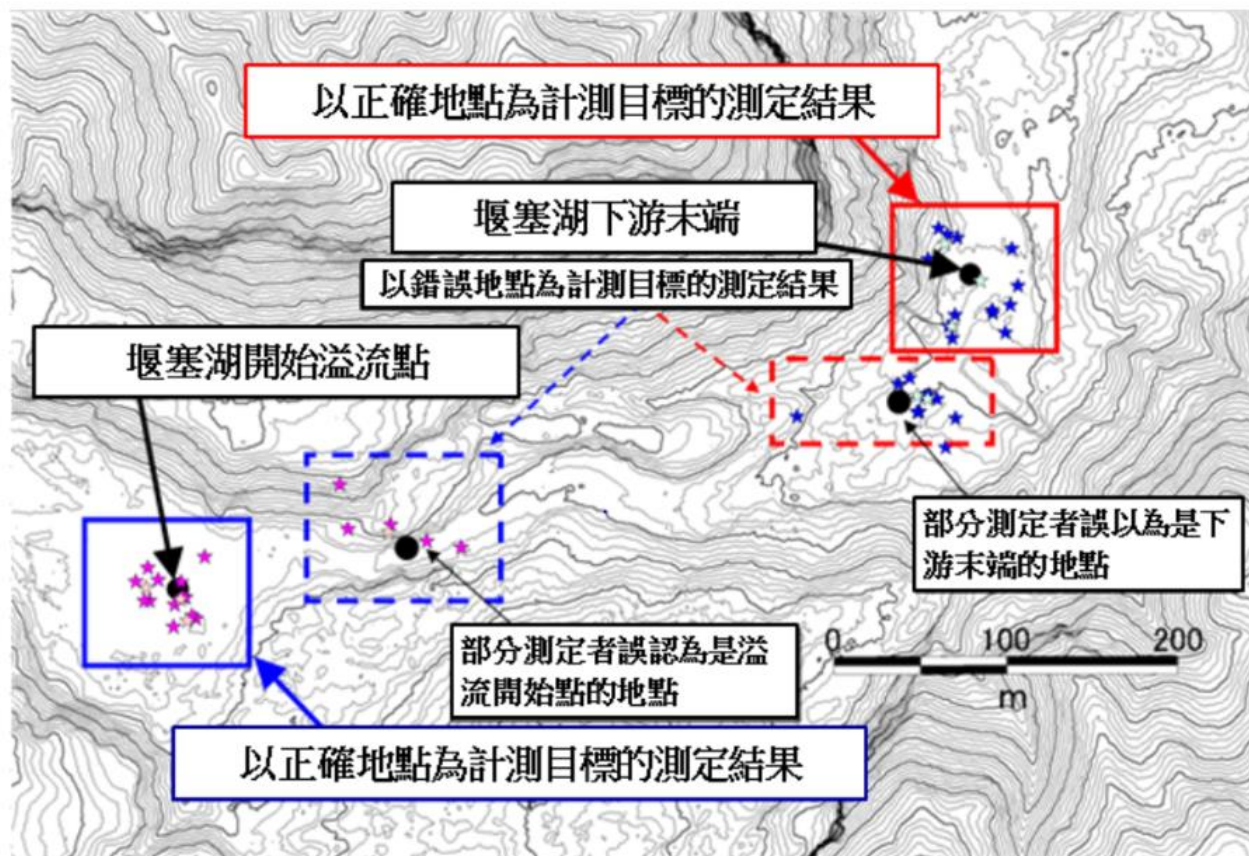 以正確地點為計測目標的測定結果
堰塞湖下游末端
以錯誤地點為計測目標的測定結果
堰塞湖開始溢流點
部分測定者誤以為是下
游末端的地點
部分測定者誤認為是溢
流開始點的地點
0 100 200
m
以正確地點為計測目標的測定結果